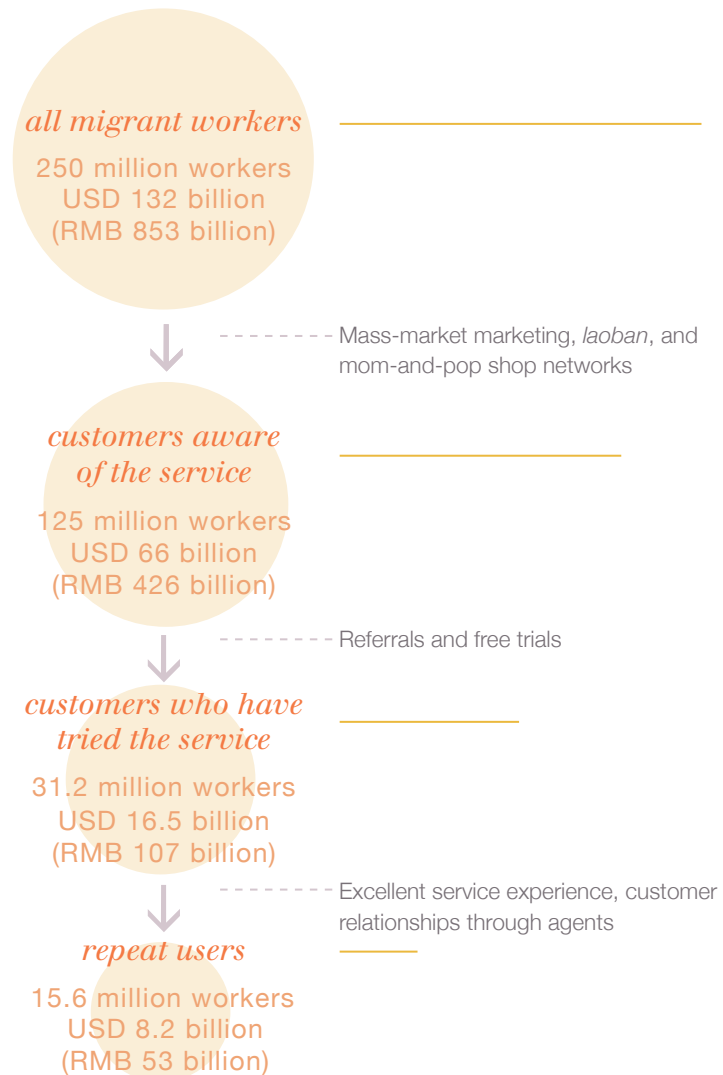 all migrant workers
250 million workers
USD 132 billion
(RMB 853 billion)
Mass-market marketing, laoban, and
mom-and-pop shop networks
customers aware
of the service
125 million workers
USD 66 billion
(RMB 426 billion)
Referrals and free trials
customers who have
tried the service
31.2 million workers
USD 16.5 billion
(RMB 107 billion)
Excellent service experience, customer
relationships through agents
repeat users
15.6 million workers
USD 8.2 billion
(RMB 53 billion)